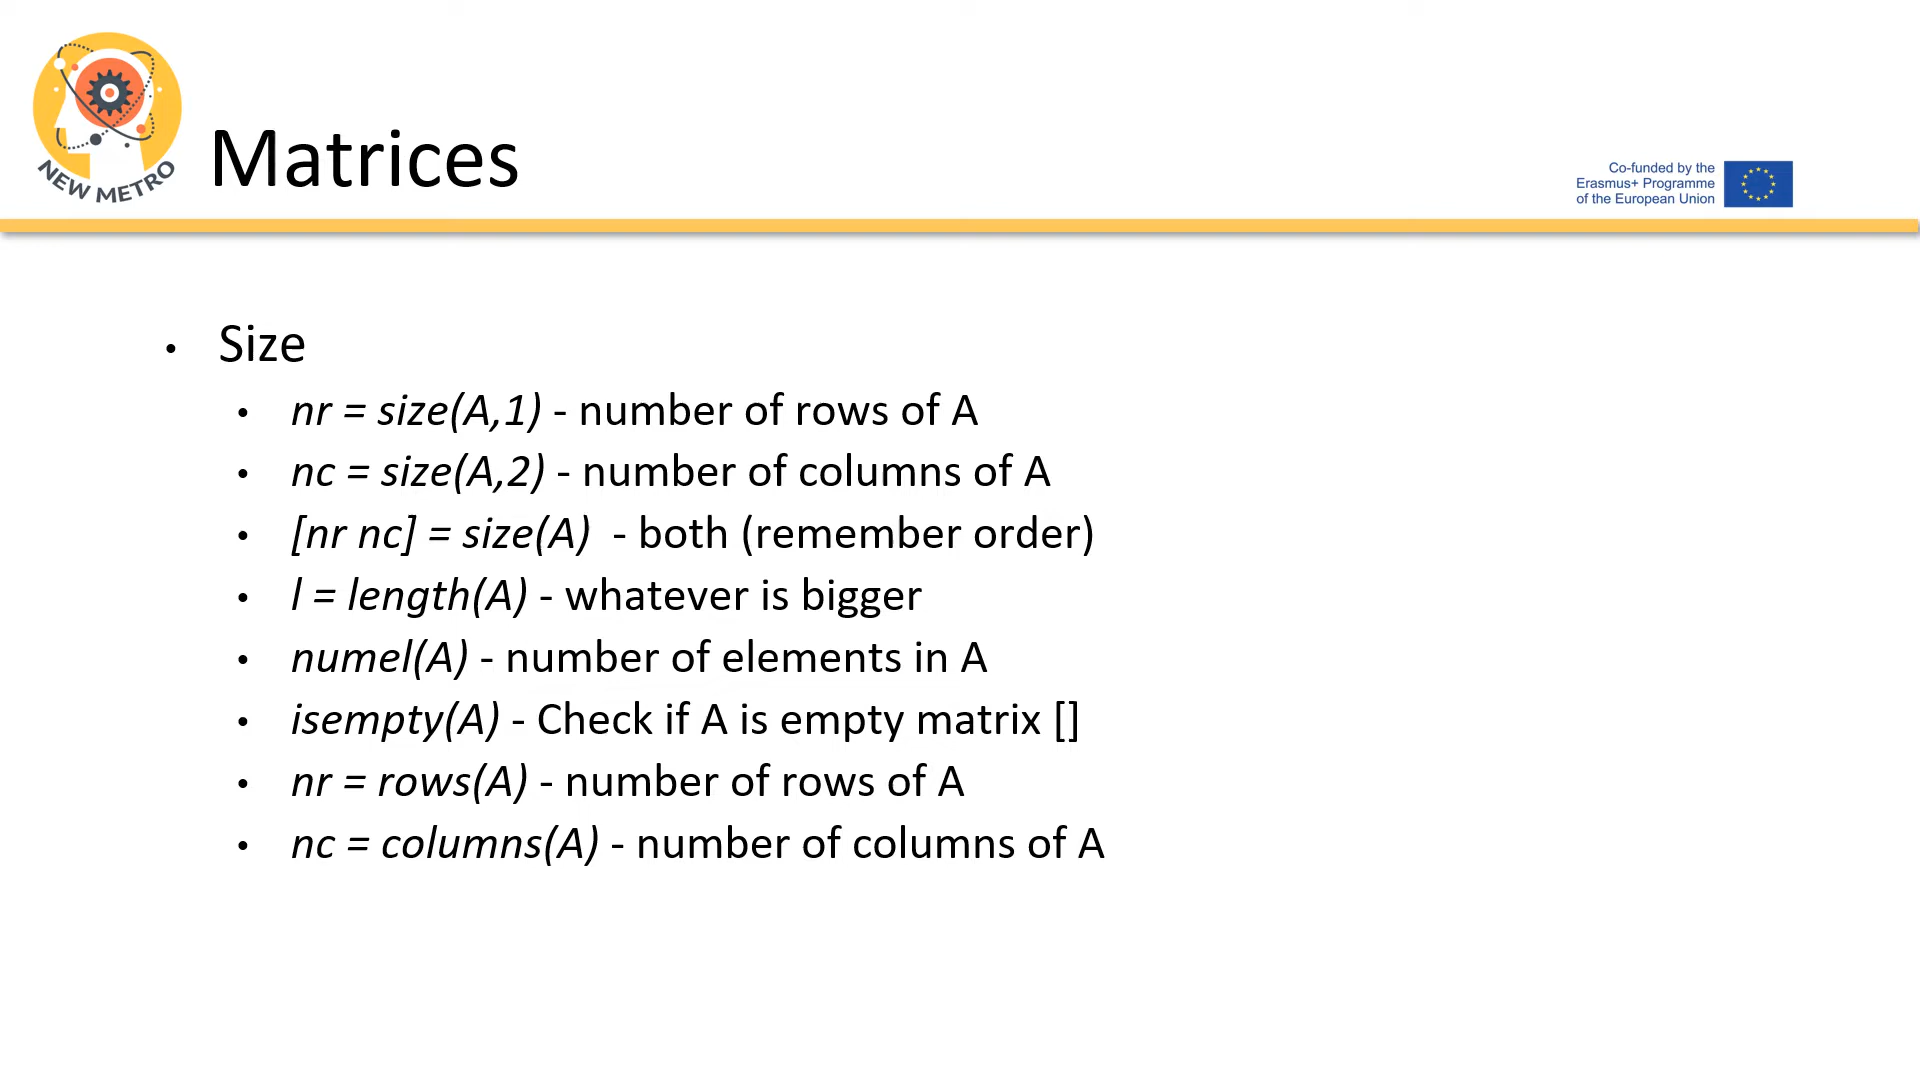 NEW METRO
Matrices
Co-funded by the
Erasmus+ Programme
of the European Union
• Size
• nr = size(A,1) - number of rows of A
• nc = size(A,2) - number of columns of A
• [nr nc] = size(A)  - both (remember order)
• l = length(A) - whatever is bigger
• numel(A) - number of elements in A
• isempty(A) - Check if A is empty matrix []
• nr = rows(A) - number of rows of A
• nc = columns(A) - number of columns of A